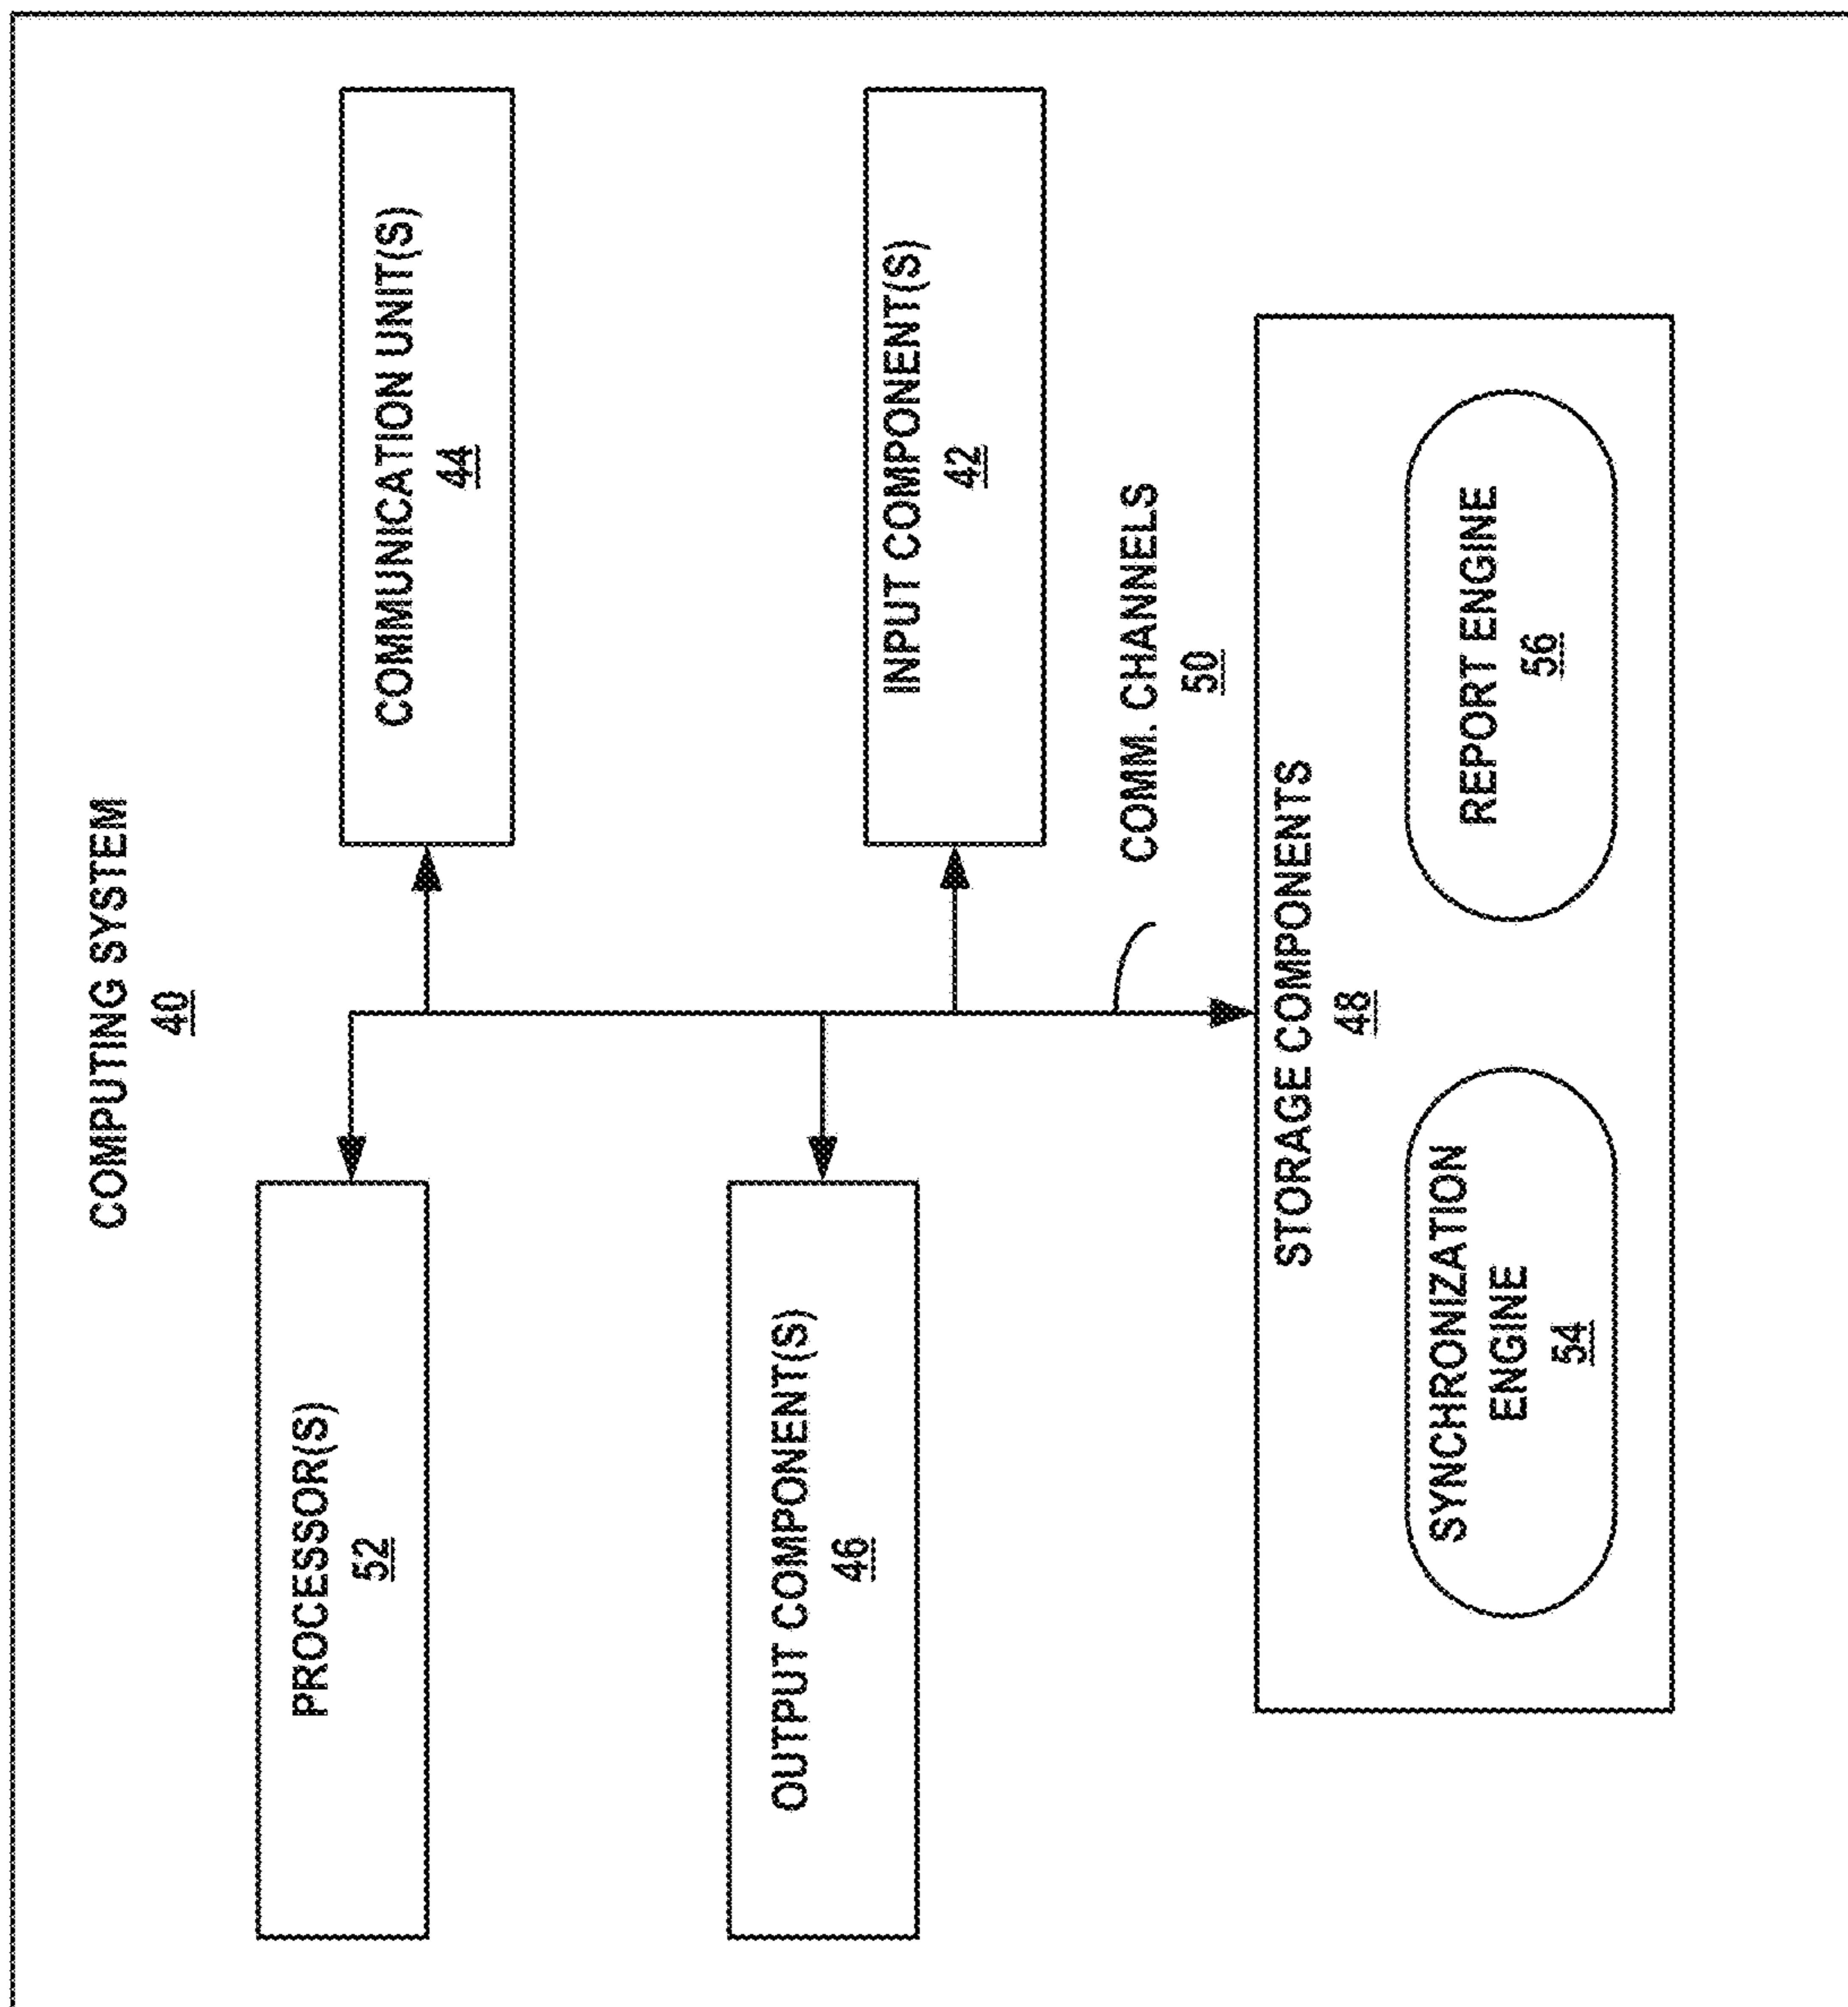 COMPUTING SYSTEM
40
PROCESSOR(S)
52
COMMUNICATION UNIT(S)
44
OUTPUT COMPONENT(S)
46
INPUT COMPONENT(S)
42
COMM. CHANNELS
50
STORAGE COMPONENTS
48
SYNCHRONIZATION
ENGINE
54
REPORT ENGINE
56